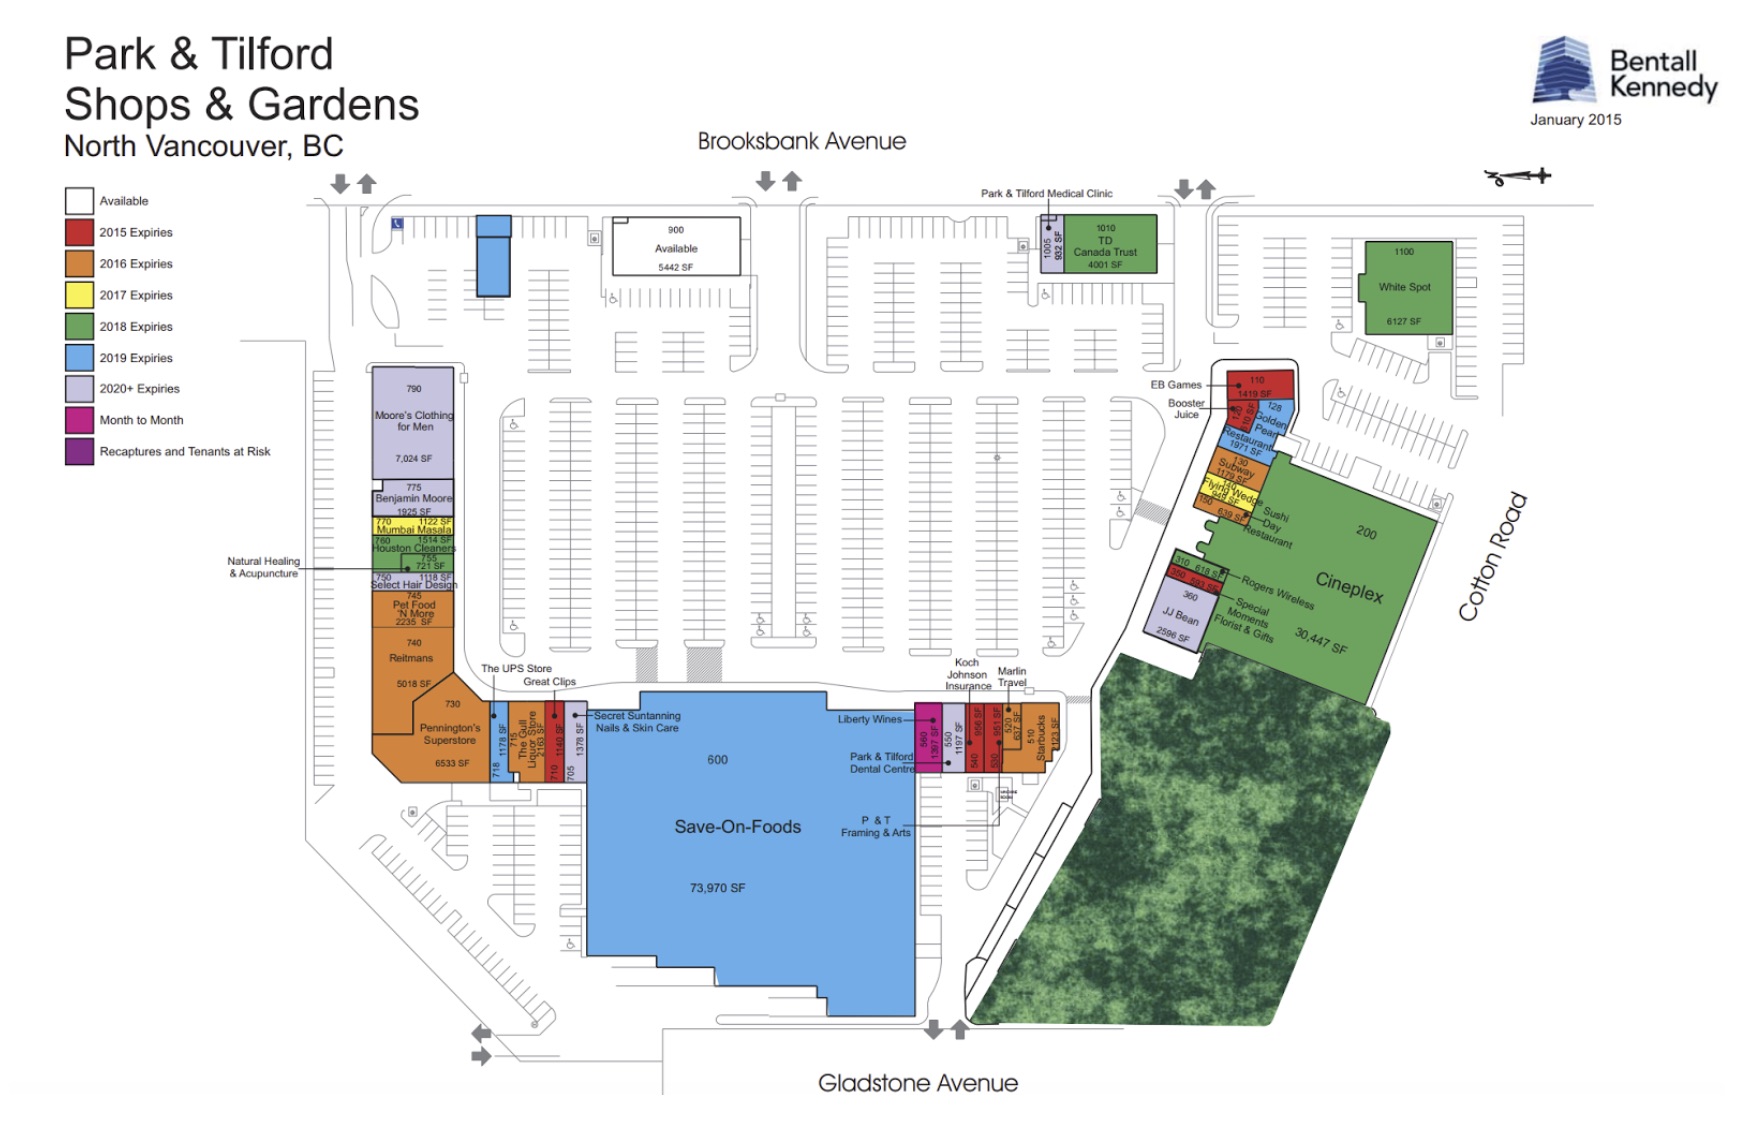 Park & Tilford
Shops & Gardens
North Vancouver, BC
Bentall
Kennedy
January 2015
Brooksbank Avenue
Available
2015 Expiries
2016 Expiries
2017 Expiries
2018 Expiries
2019 Expiries
2020+ Expiries
Month to Month
Recaptures and Tenants at Risk
900
Available
5442 SF
Park & Tilford Medical Clinic
1005
932 SF
1010
TD
Canada Trust
4001 SF
1100
White Spot
6127 SF
790
Moore's Clothing
for Men
7,024 SF
775
Benjamin Moore
1925 SF
770 1122 SF
Mumbai Masala
760 1514 SF
Houston Cleaners
755
721 SF
Natural Healing
& Acupuncture
750 1118 SF
Select Hair Design
745
Pet Food
'N More
2235 SF
740
Reitmans
5018 SF
730
Pennington's
Superstore
6533 SF
The UPS Store
718 1178 SF
715
The Gull
Liquor Store
2163 SF
Great Clips
710 1140 SF
Secret Suntanning
Nails & Skin Care
705 1378 SF
600
Save-On-Foods
73,970 SF
Liberty Wines
560
1397 SF
Park & Tilford
Dental Centre
550
1197 SF
Koch
Johnson
Insurance
540 956 SF
P & T
Framing & Arts
530 951 SF
Marlin
Travel
520
637 SF
510
Starbucks
2123 SF
EB Games
110
1419 SF
Booster
Juice
120
128
Golden
Pearl
Restaurant
1971 SF
130
Subway
1179 SF
140
Flying Wedge
949 SF
150
639 SF
Sushi
Day
Restaurant
310 618 SF
Rogers Wireless
350 593 SF
Special
Moments
Florist & Gifts
360
JJ Bean
2596 SF
200
Cineplex
30,447 SF
Cotton Road
Gladstone Avenue